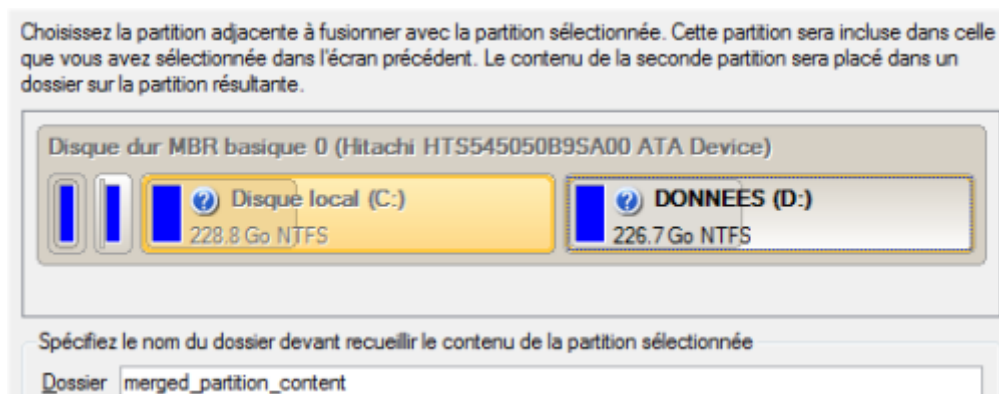 Choisissez la partition adjacente à fusionner avec la partition sélectionnée. Cette partition sera incluse dans celle
que vous avez sélectionnée dans l'écran précédent. Le contenu de la seconde partition sera placé dans un
dossier sur la partition résultante.
Disque dur MBR basique 0 (Hitachi HTS545050B9SA00 ATA Device)
Disque local (C:)
228.8 Go NTFS
DONNEES (D:)
226.7 Go NTFS
Spécifiez le nom du dossier devant recueillir le contenu de la partition sélectionnée
Dossier merged_partition_content